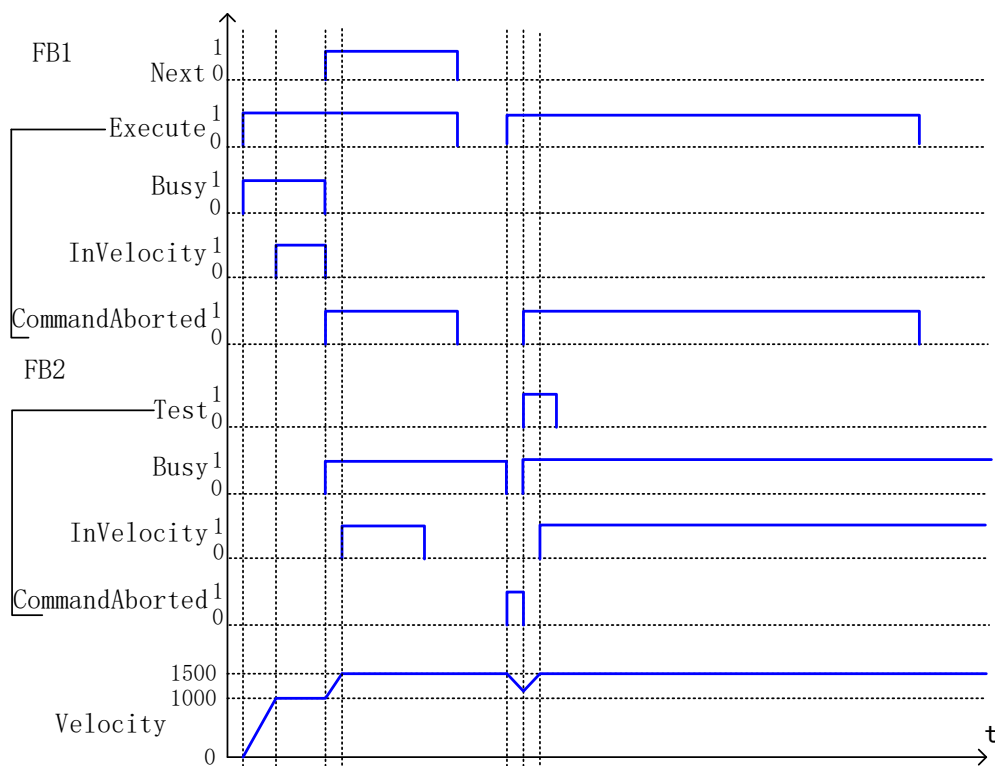 FB1
Next 1
0
Execute 1
0
Busy 1
0
InVelocity 1
0
CommandAborted 1
0
FB2
Test 1
0
Busy 1
0
InVelocity 1
0
CommandAborted 1
0
1500
1000
Velocity
0
t